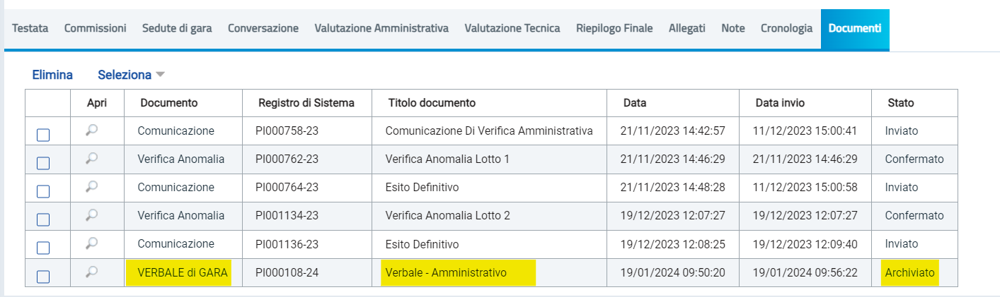 Testata Commissioni Sedute di gara Conversazione Valutazione Amministrativa Valutazione Tecnica Riepilogo Finale Allegati Note Cronologia Documenti
Elimina Seleziona
Apri Documento Registro di Sistema Titolo documento Data Data invio Stato
Comunicazione PI000758-23 Comunicazione Di Verifica Amministrativa 21/11/2023 14:42:57 11/12/2023 15:00:41 Inviato
Verifica Anomalia PI000762-23 Verifica Anomalia Lotto 1 21/11/2023 14:46:29 21/11/2023 14:46:29 Confermato
Comunicazione PI000764-23 Esito Definitivo 21/11/2023 14:48:28 11/12/2023 15:00:58 Inviato
Verifica Anomalia PI001134-23 Verifica Anomalia Lotto 2 19/12/2023 12:07:27 19/12/2023 12:07:27 Confermato
Comunicazione PI001136-23 Esito Definitivo 19/12/2023 12:08:25 19/12/2023 12:09:40 Inviato
VERBALE di GARA PI000108-24 Verbale - Amministrativo 19/01/2024 09:50:20 19/01/2024 09:56:22 Archiviato